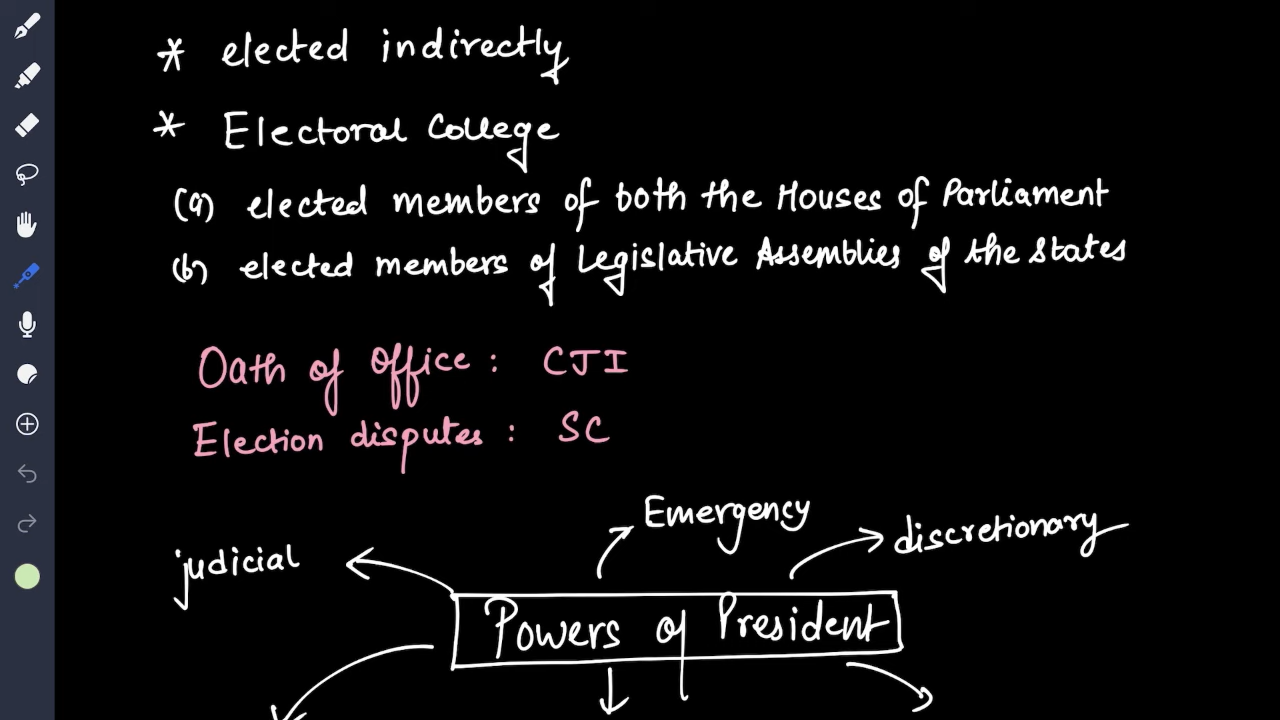 * elected indirectly
* Electoral College
(a) elected members of both the Houses of Parliament
(b) elected members of Legislative Assemblies of the States
Oath of office : CJI
Election disputes : SC
Emergency
discretionary
judicial
Powers of President